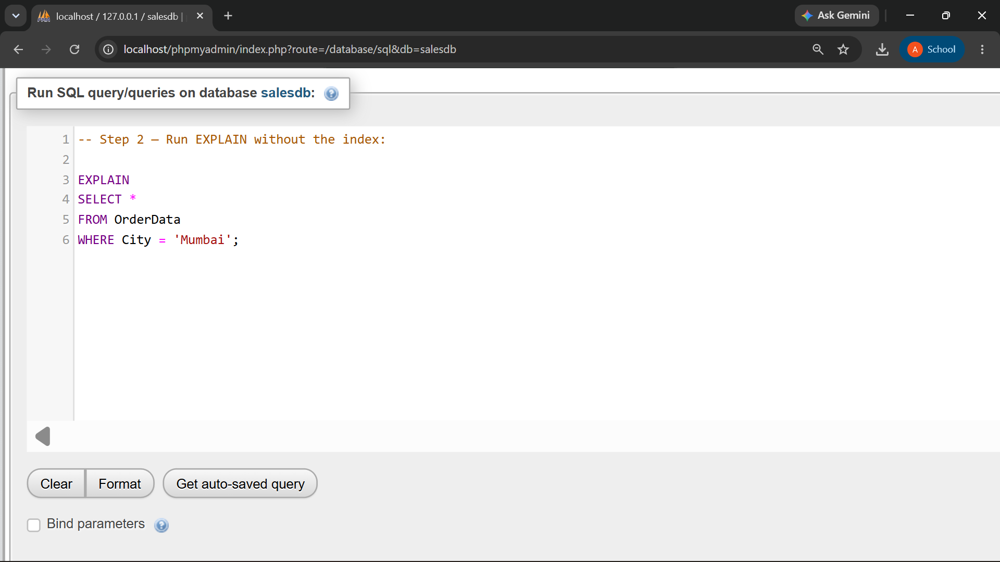 localhost / 127.0.0.1 / salesdb |
Ask Gemini
localhost/phpmyadmin/index.php?route=/database/sql&db=salesdb
A School
Run SQL query/queries on database salesdb:
1 -- Step 2 — Run EXPLAIN without the index:
2
3 EXPLAIN
4 SELECT *
5 FROM OrderData
6 WHERE City = 'Mumbai';
Clear Format Get auto-saved query
Bind parameters